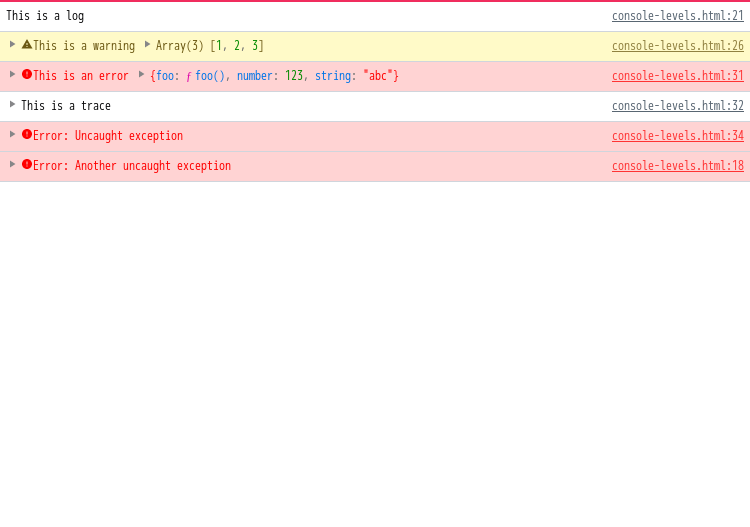 This is a log console-levels.html:21
This is a warning Array(3) [1, 2, 3] console-levels.html:26
This is an error {foo: ƒ foo(), number: 123, string: "abc"} console-levels.html:31
This is a trace console-levels.html:32
Error: Uncaught exception console-levels.html:34
Error: Another uncaught exception console-levels.html:18